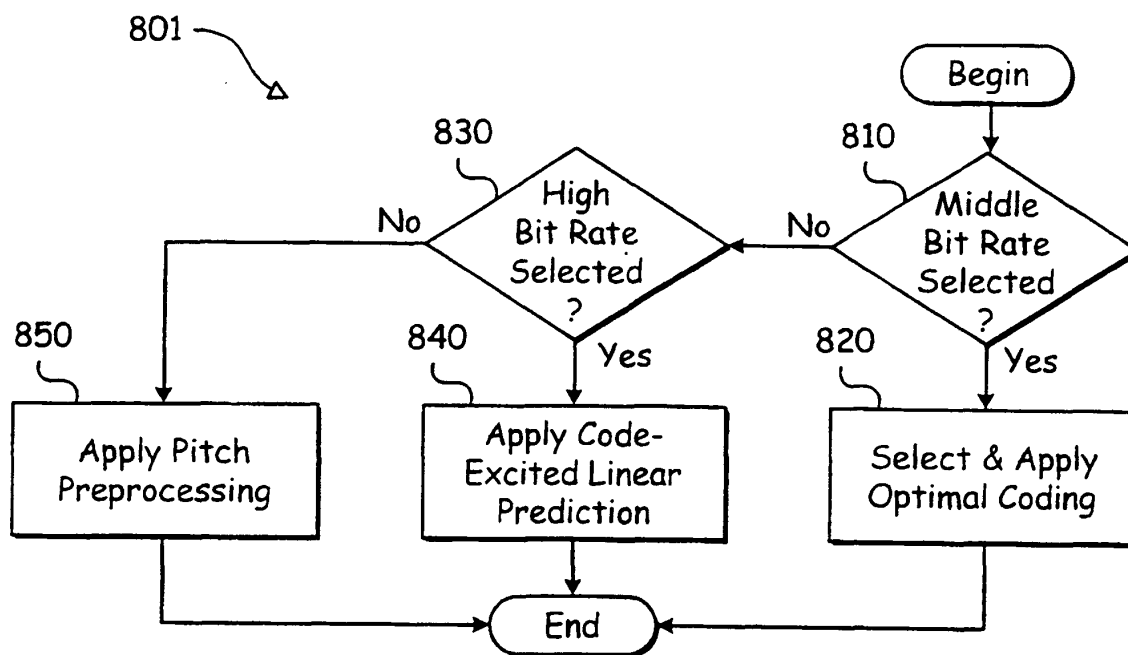 801
Begin
830
810
High
Bit Rate
Selected
?
Middle
Bit Rate
Selected
?
No
No
850
840
Yes
820
Yes
Apply Pitch
Preprocessing
Apply Code-
Excited Linear
Prediction
Select & Apply
Optimal Coding
End